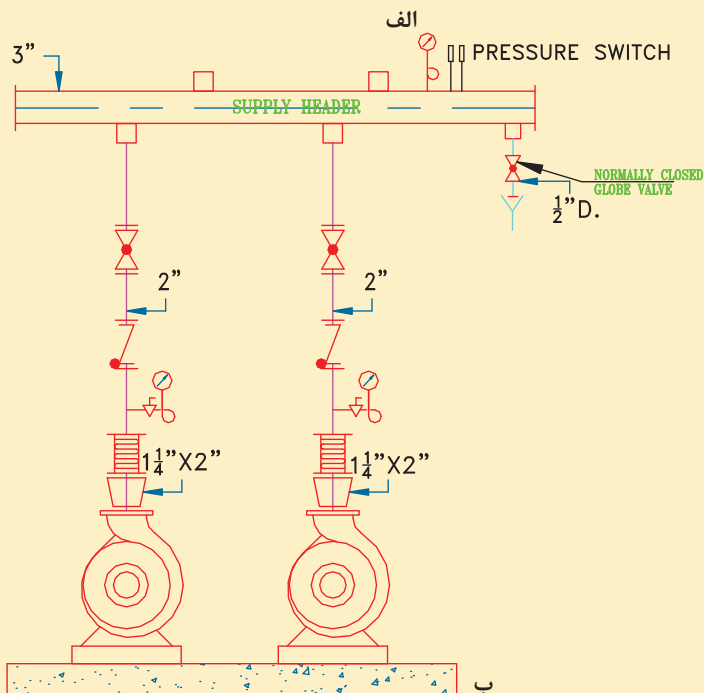 الف
3”
PRESSURE SWITCH
SUPPLY HEADER
NORMALLY CLOSED
GLOBE VALVE
½”D.
2”
2”
1¼”X2”
1¼”X2”
ب